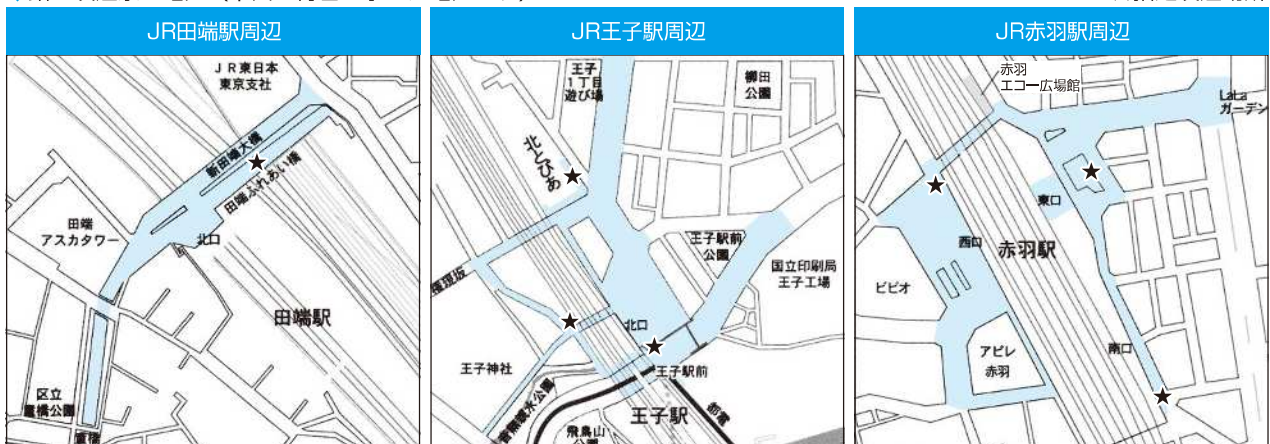 JR田端駅周辺
JR東日本
東京支社
新田端大橋
田端ふれあい橋
田端
アスカタワー
北口
田端駅
区立
童橋公園
童橋
JR王子駅周辺
王子
1丁目
遊び場
柳田
公園
北とぴあ
王子駅前
公園
国立印刷局
王子工場
権現坂
北口
王子神社
王子駅前
音無親水公園
王子駅
都電
飛鳥山
公園
JR赤羽駅周辺
赤羽
エコー広場館
LaLa
ガーデン
東口
西口
赤羽駅
ビビオ
アピレ
赤羽
南口